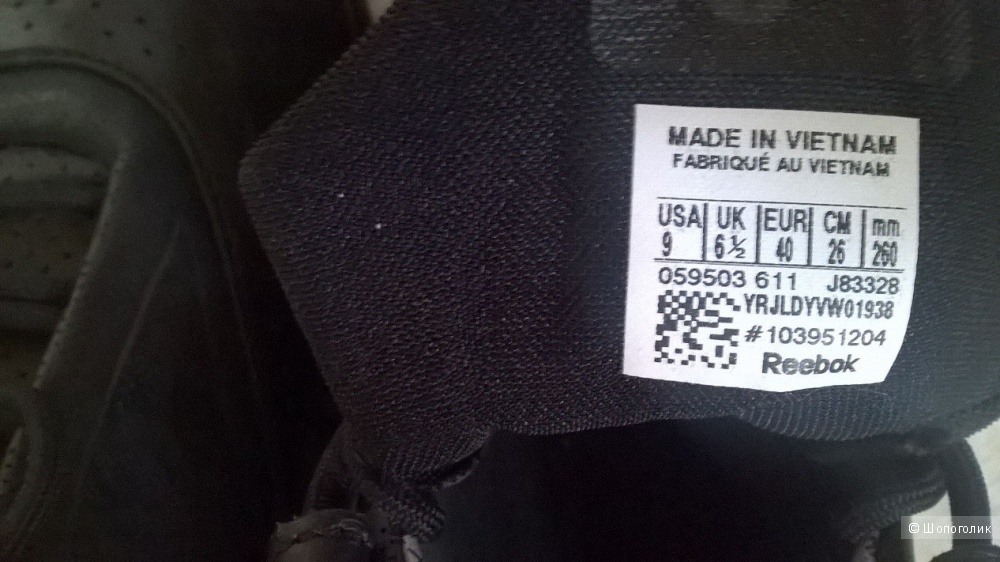 MADE IN VIETNAM
FABRIQUÉ AU VIETNAM
USA UK EUR CM mm
9 6½ 40 26 260
059503 611 J83328
YRJLDYVW01938
#103951204
Reebok
© Шопоголик